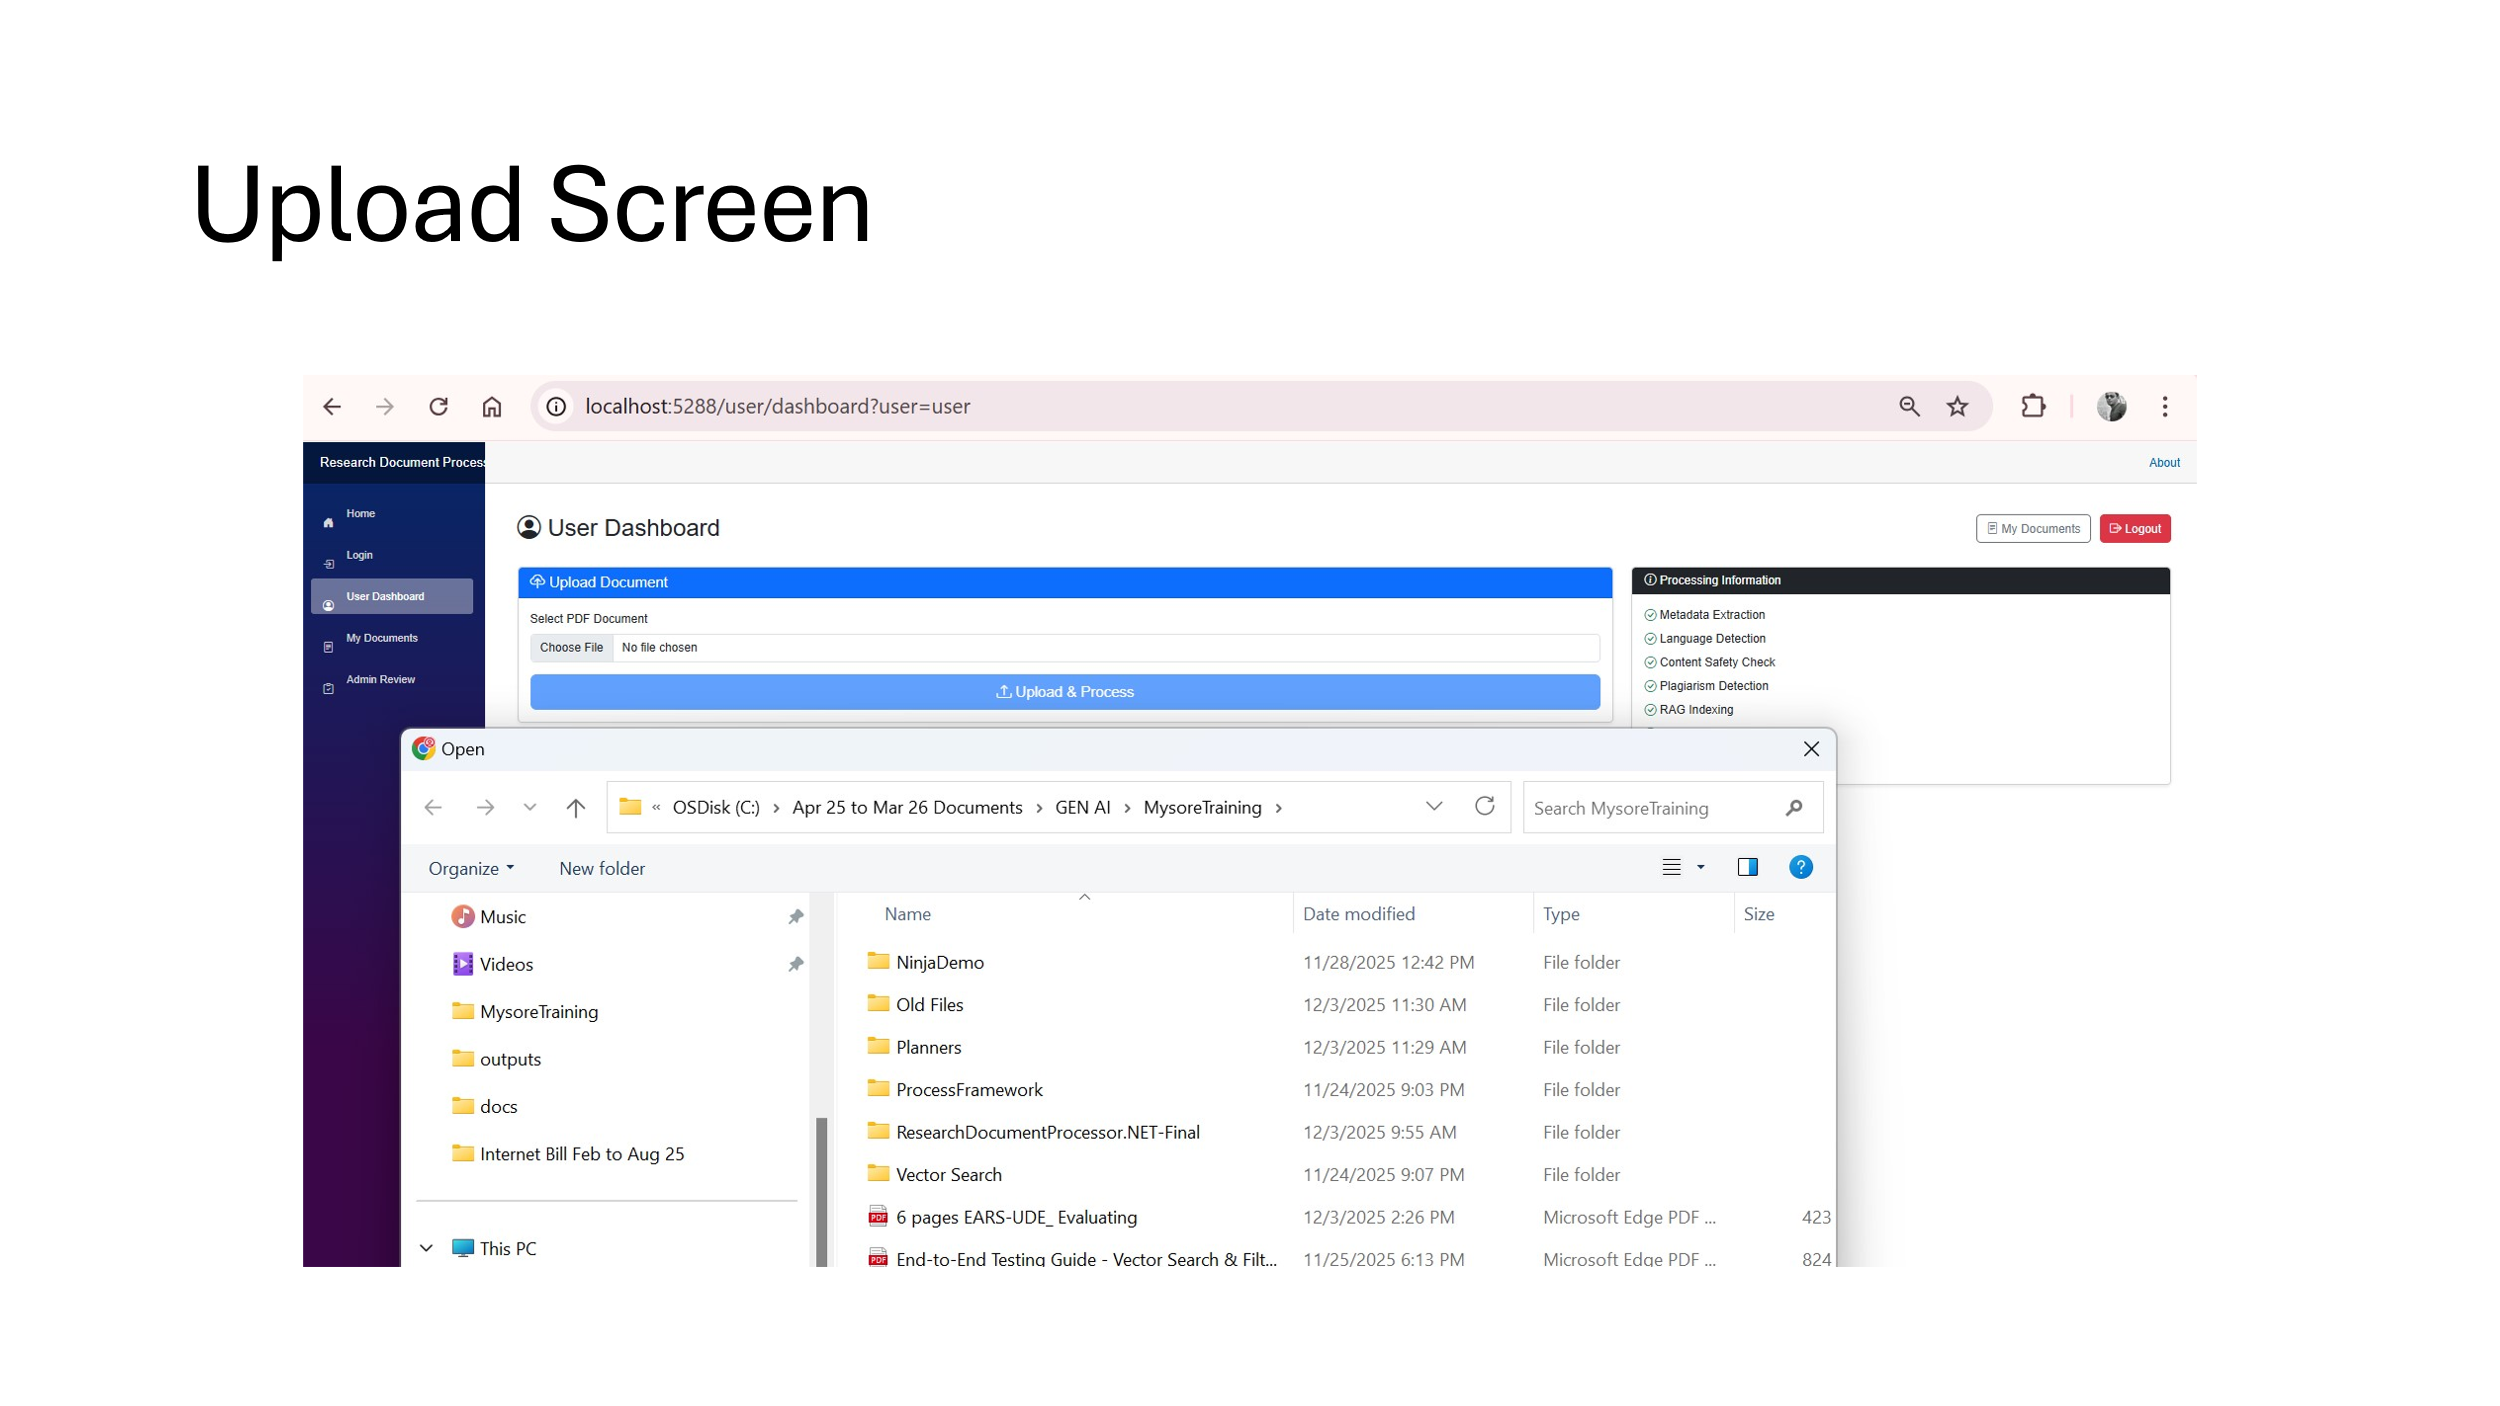 Upload Screen
localhost:5288/user/dashboard?user=user
Research Document Proces
About
Home
Login
User Dashboard
My Documents
Admin Review
User Dashboard
My Documents
Logout
Upload Document
Select PDF Document
Choose File No file chosen
Upload & Process
Processing Information
Metadata Extraction
Language Detection
Content Safety Check
Plagiarism Detection
RAG Indexing
Open
« OSDisk (C:) › Apr 25 to Mar 26 Documents › GEN AI › MysoreTraining ›
Search MysoreTraining
Organize
New folder
Music
Videos
MysoreTraining
outputs
docs
Internet Bill Feb to Aug 25
This PC
Name Date modified Type Size
NinjaDemo 11/28/2025 12:42 PM File folder
Old Files 12/3/2025 11:30 AM File folder
Planners 12/3/2025 11:29 AM File folder
ProcessFramework 11/24/2025 9:03 PM File folder
ResearchDocumentProcessor.NET-Final 12/3/2025 9:55 AM File folder
Vector Search 11/24/2025 9:07 PM File folder
6 pages EARS-UDE_ Evaluating 12/3/2025 2:26 PM Microsoft Edge PDF ... 423
End-to-End Testing Guide - Vector Search & Filt... 11/25/2025 6:13 PM Microsoft Edge PDF ... 824